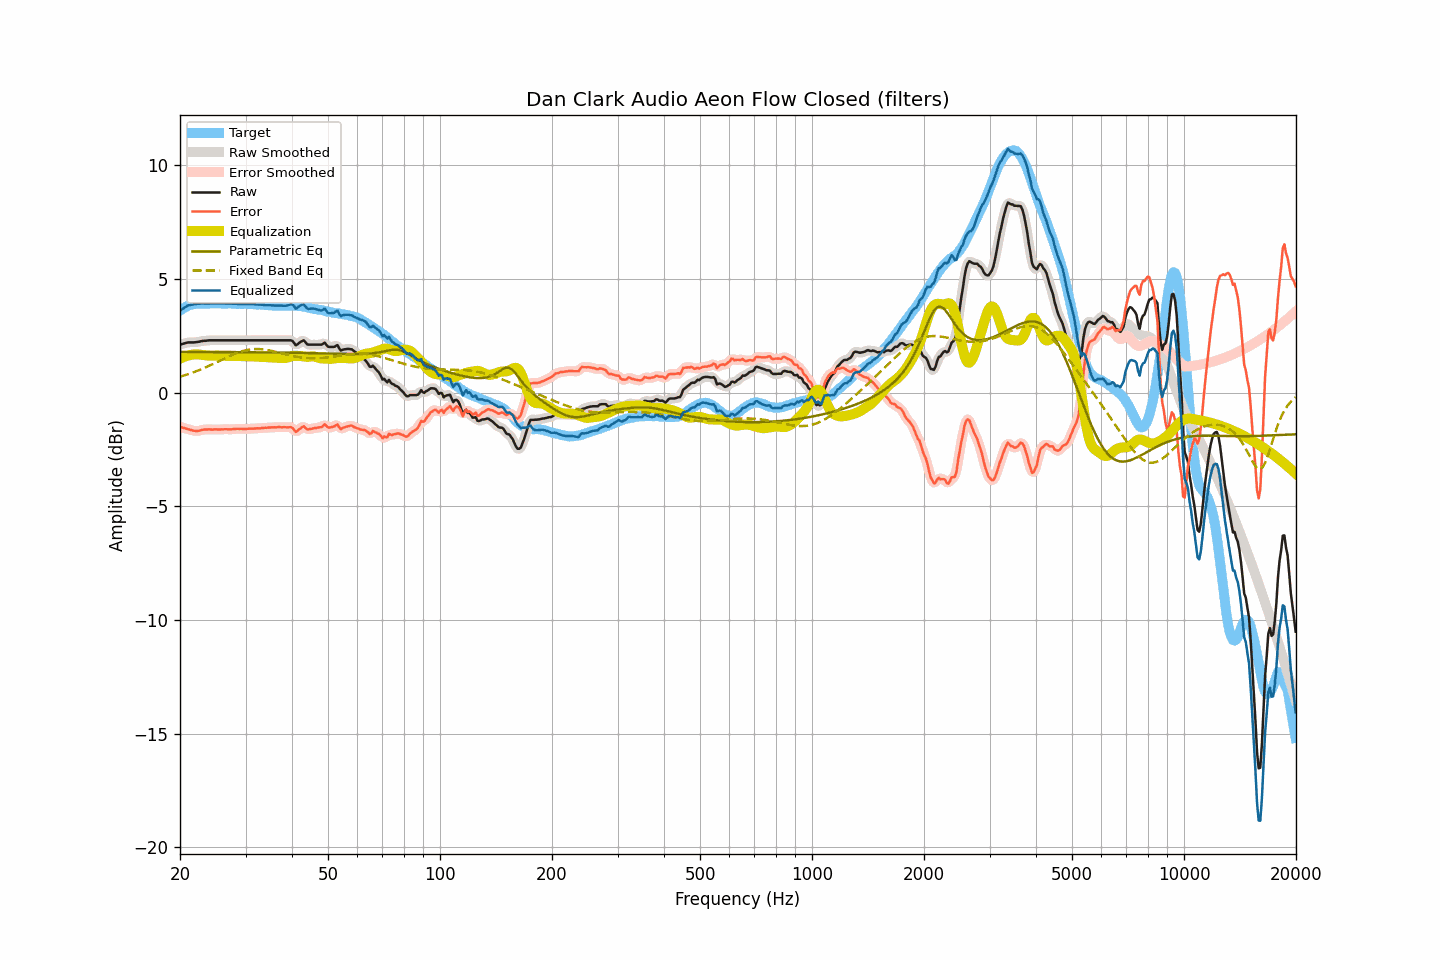 Dan Clark Audio Aeon Flow Closed (filters)
Target
Raw Smoothed
Error Smoothed
Raw
Error
Equalization
Parametric Eq
Fixed Band Eq
Equalized
10
5
0
−5
−10
−15
−20
Amplitude (dBr)
20 50 100 200 500 1000 2000 5000 10000 20000
Frequency (Hz)